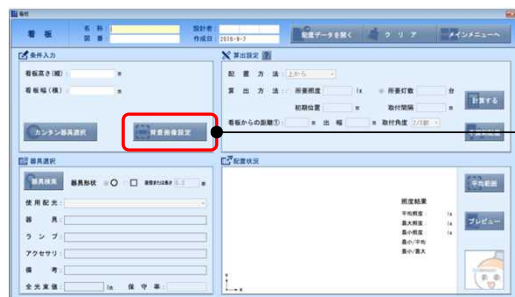 看板
看 板
名 称
図 番
設計者
作成日 2018-9-7
配置データを開く
クリア
メインメニューへ
条件入力
看板高さ(縦) m
看板幅(横) m
カンタン器具選択
背景画像設定
算出設定
配 置 方 法: 上から
算 出 方 法: 所要照度 lx 所要灯数 台
初期位置 m 取付間隔 m
看板からの距離①: m 出 幅 m 取付角度
計算する
器具選択
器具検索 器具形状
使用配光:
器 具:
ラ ン プ:
アクセサリ:
備 考:
全光束値: lm 保 守 率:
配置状況
照度結果
平均照度: lx
最大照度: lx
最小照度: lx
最小/平均
最小/最大
平均範囲
プレビュー